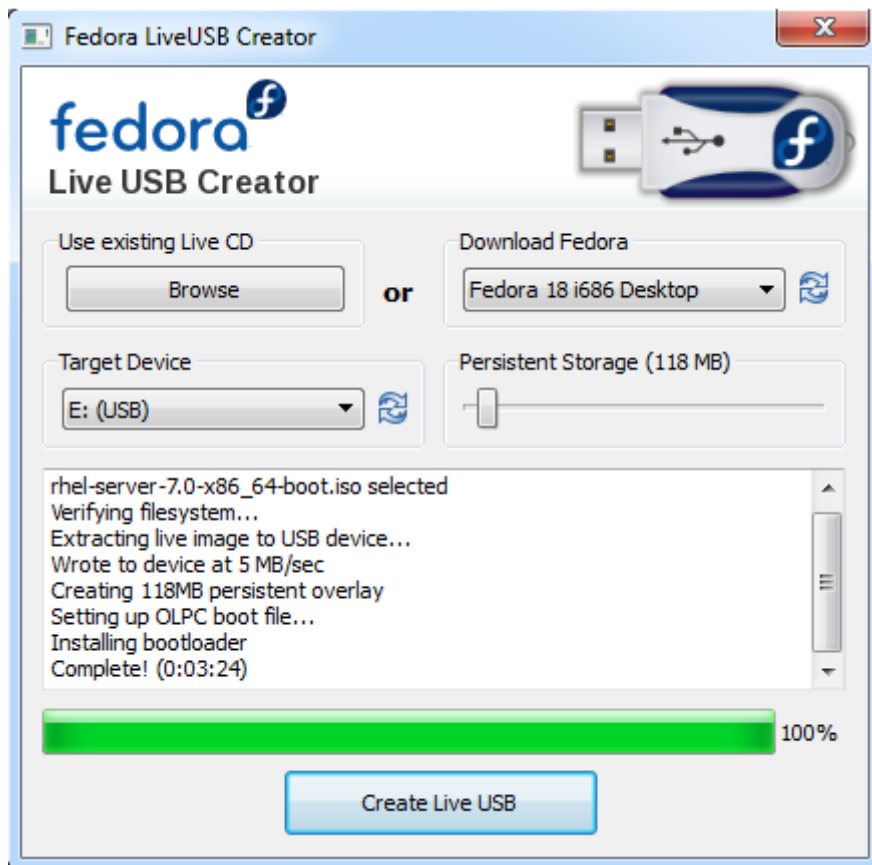 Fedora LiveUSB Creator
fedora
Live USB Creator
Use existing Live CD
Browse
or
Download Fedora
Fedora 18 i686 Desktop
Target Device
E: (USB)
Persistent Storage (118 MB)
rhel-server-7.0-x86_64-boot.iso selected
Verifying filesystem...
Extracting live image to USB device...
Wrote to device at 5 MB/sec
Creating 118MB persistent overlay
Setting up OLPC boot file...
Installing bootloader
Complete! (0:03:24)
100%
Create Live USB